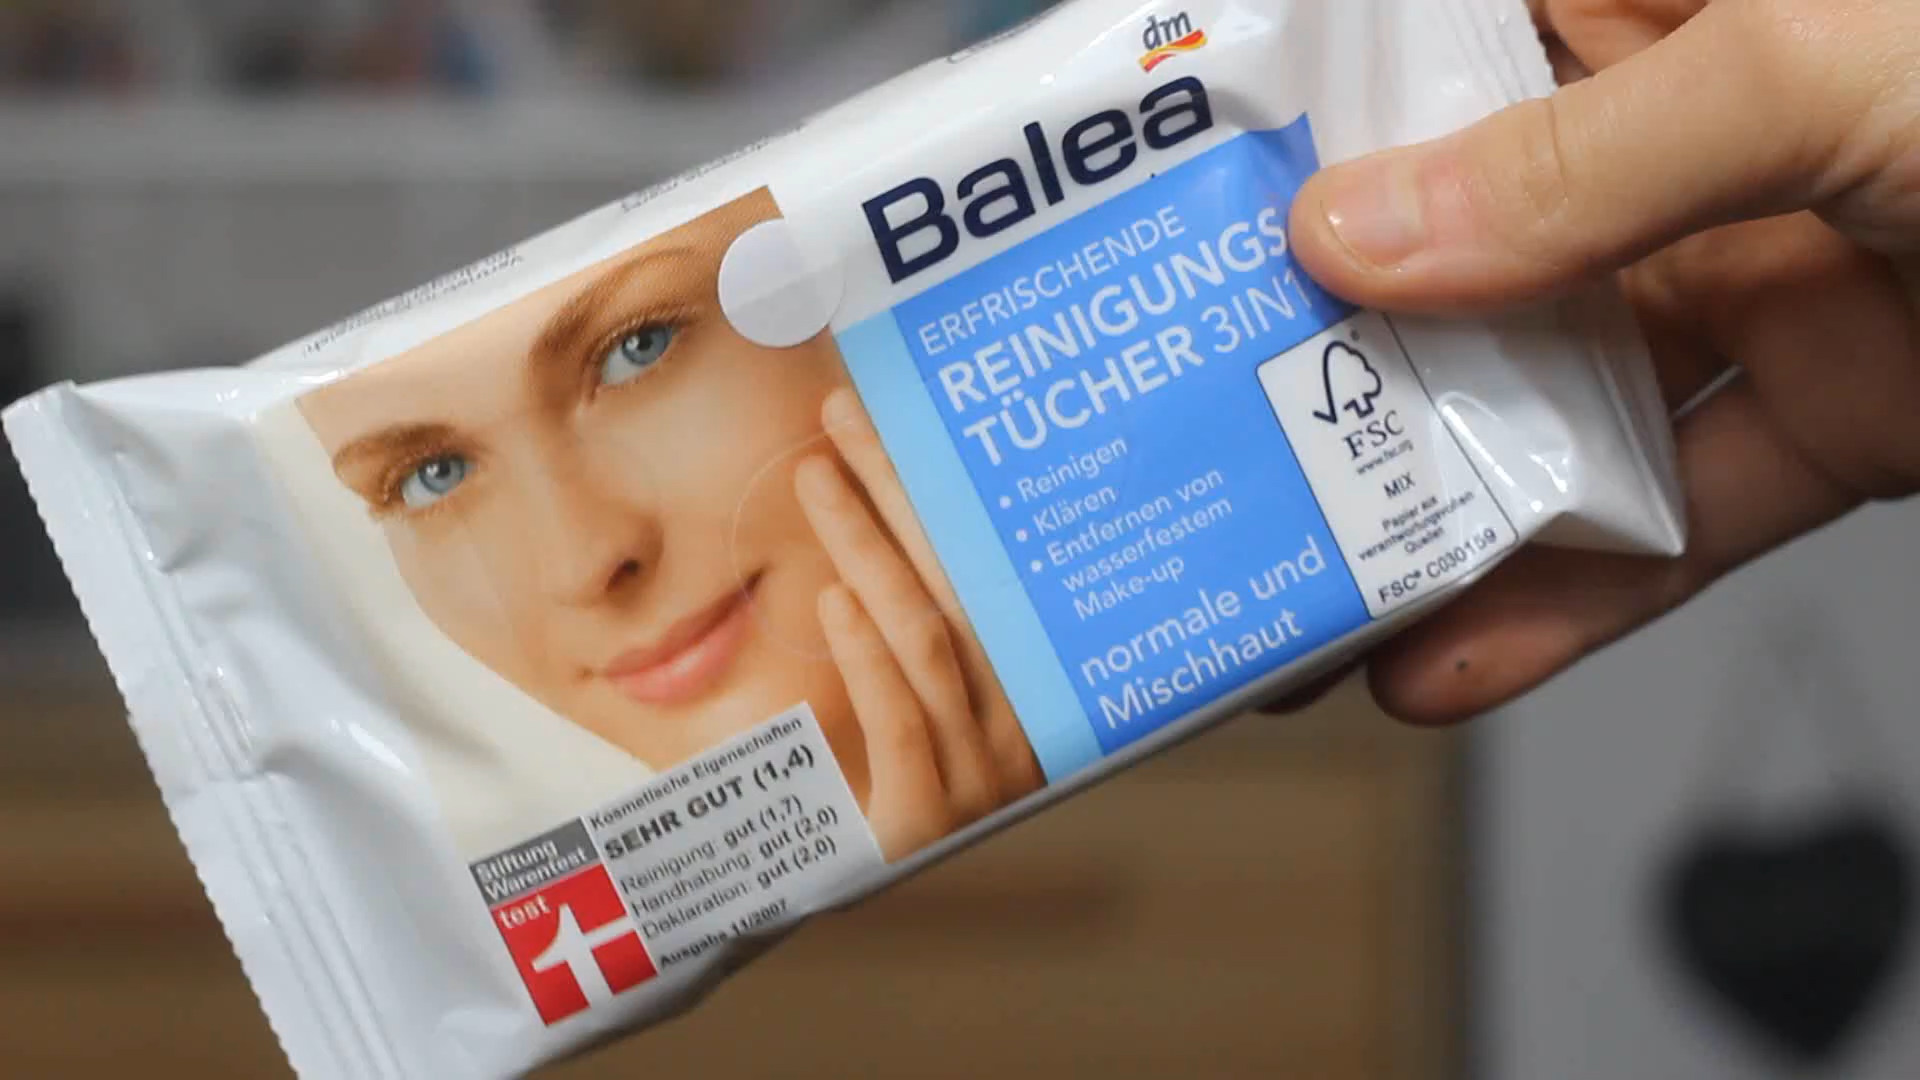 dm
Balea
ERFRISCHENDE
REINIGUNGS
TÜCHER 3IN1
• Reinigen
• Klären
• Entfernen von
wasserfestem
Make-up
normale und
Mischhaut
FSC
www.fsc.org
MIX
Papier aus
verantwortungsvollen
Quellen
FSC® C030159
Stiftung
Warentest
test
Kosmetische Eigenschaften
SEHR GUT (1,4)
Reinigung: gut (1,7)
Handhabung: gut (2,0)
Deklaration: gut (2,0)
Ausgabe 11/2007